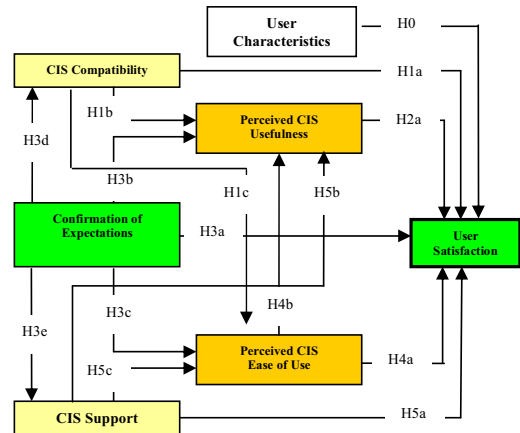 User
Characteristics
H0
CIS Compatibility
H1a
H1b
Perceived CIS
Usefulness
H2a
H3d
H3b
H1c
H5b
Confirmation of
Expectations
H3a
User
Satisfaction
H3c
H4b
H3e
Perceived CIS
Ease of Use
H4a
H5c
CIS Support
H5a